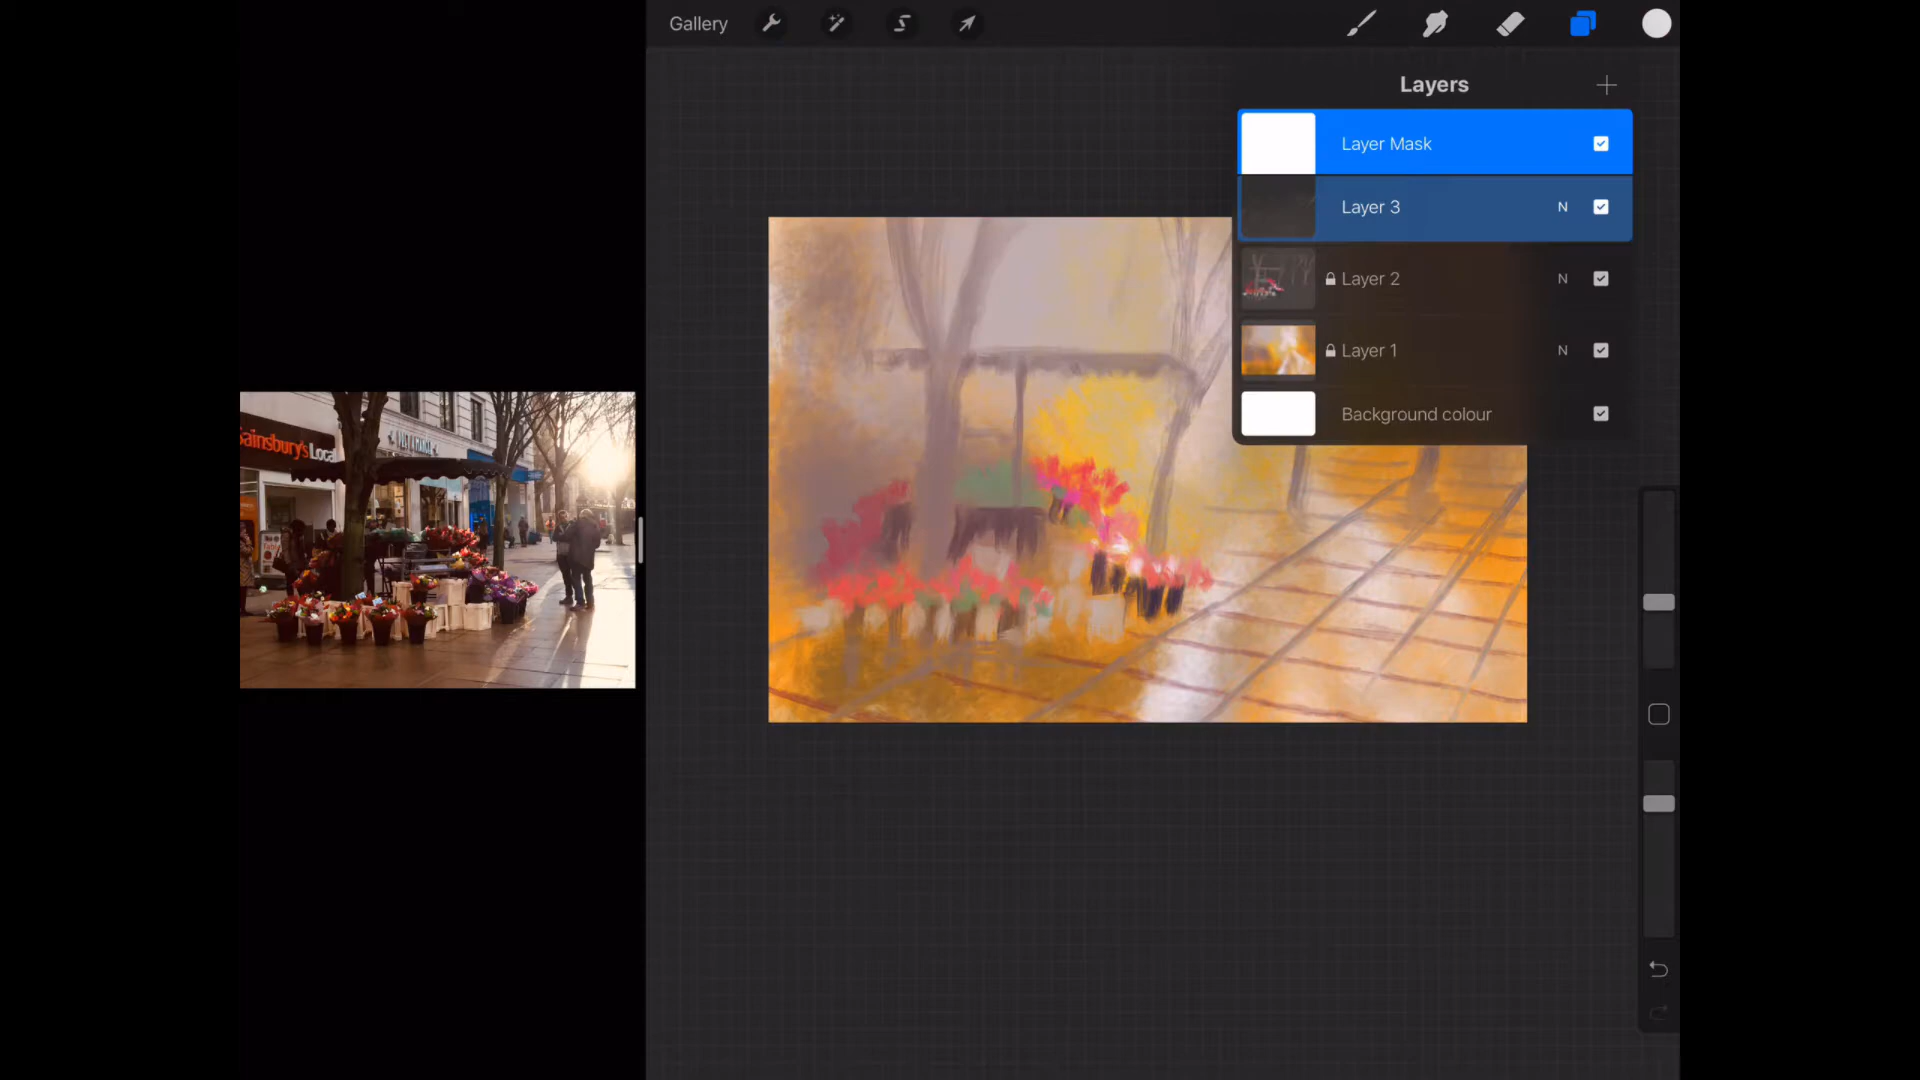 Gallery
Layers
Layer Mask
Layer 3
N
Layer 2
N
Layer 1
N
Background colour
Sainsbury's Local